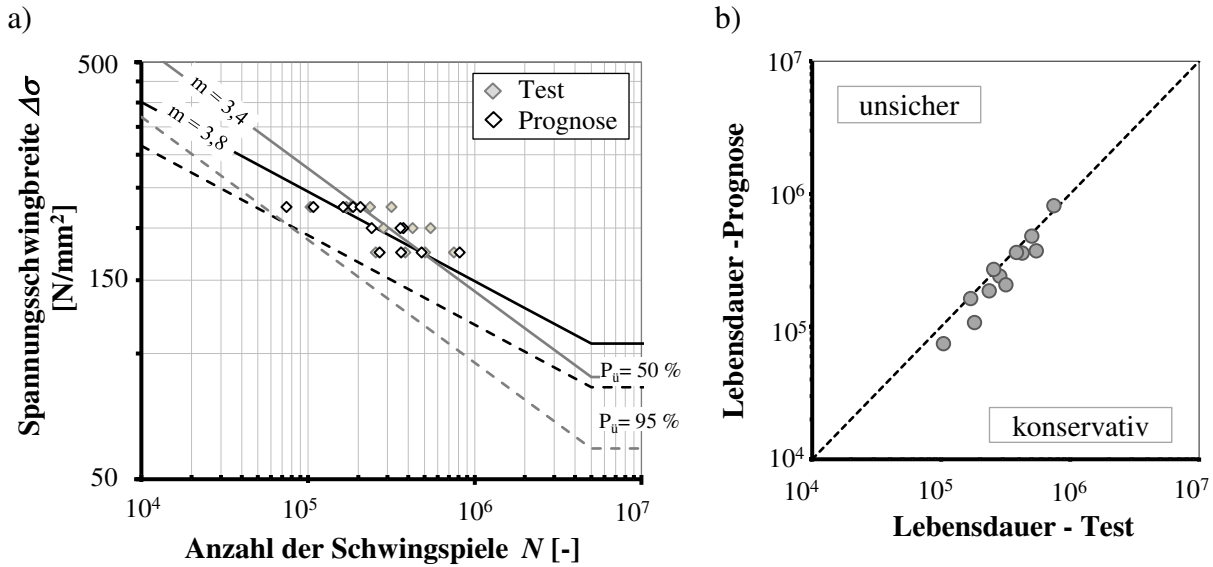 a)
Spannungsschwingbreite Δσ
[N/mm²]
500
150
50
m = 3,4
m = 3,8
Test
Prognose
Pü= 50 %
Pü= 95 %
10⁴
10⁵
10⁶
10⁷
Anzahl der Schwingspiele N [-]
b)
Lebensdauer -Prognose
10⁷
10⁶
10⁵
10⁴
unsicher
konservativ
10⁴
10⁵
10⁶
10⁷
Lebensdauer - Test